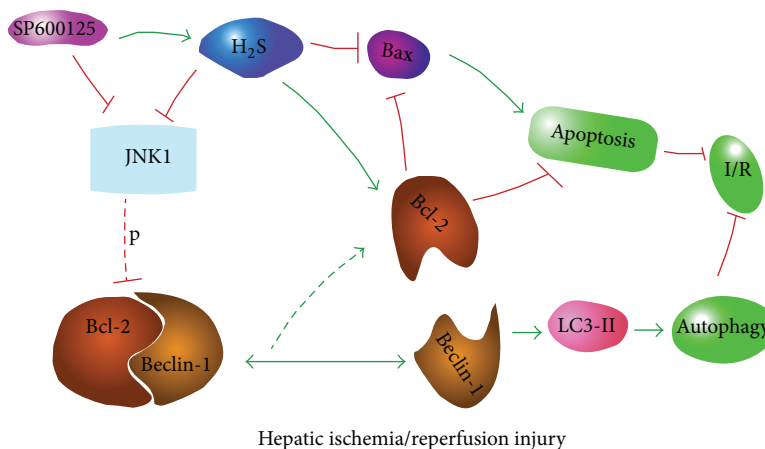 SP600125
H₂S
Bax
Apoptosis
I/R
JNK1
Bcl-2
p
Bcl-2
Beclin-1
Beclin-1
LC3-II
Autophagy
Hepatic ischemia/reperfusion injury